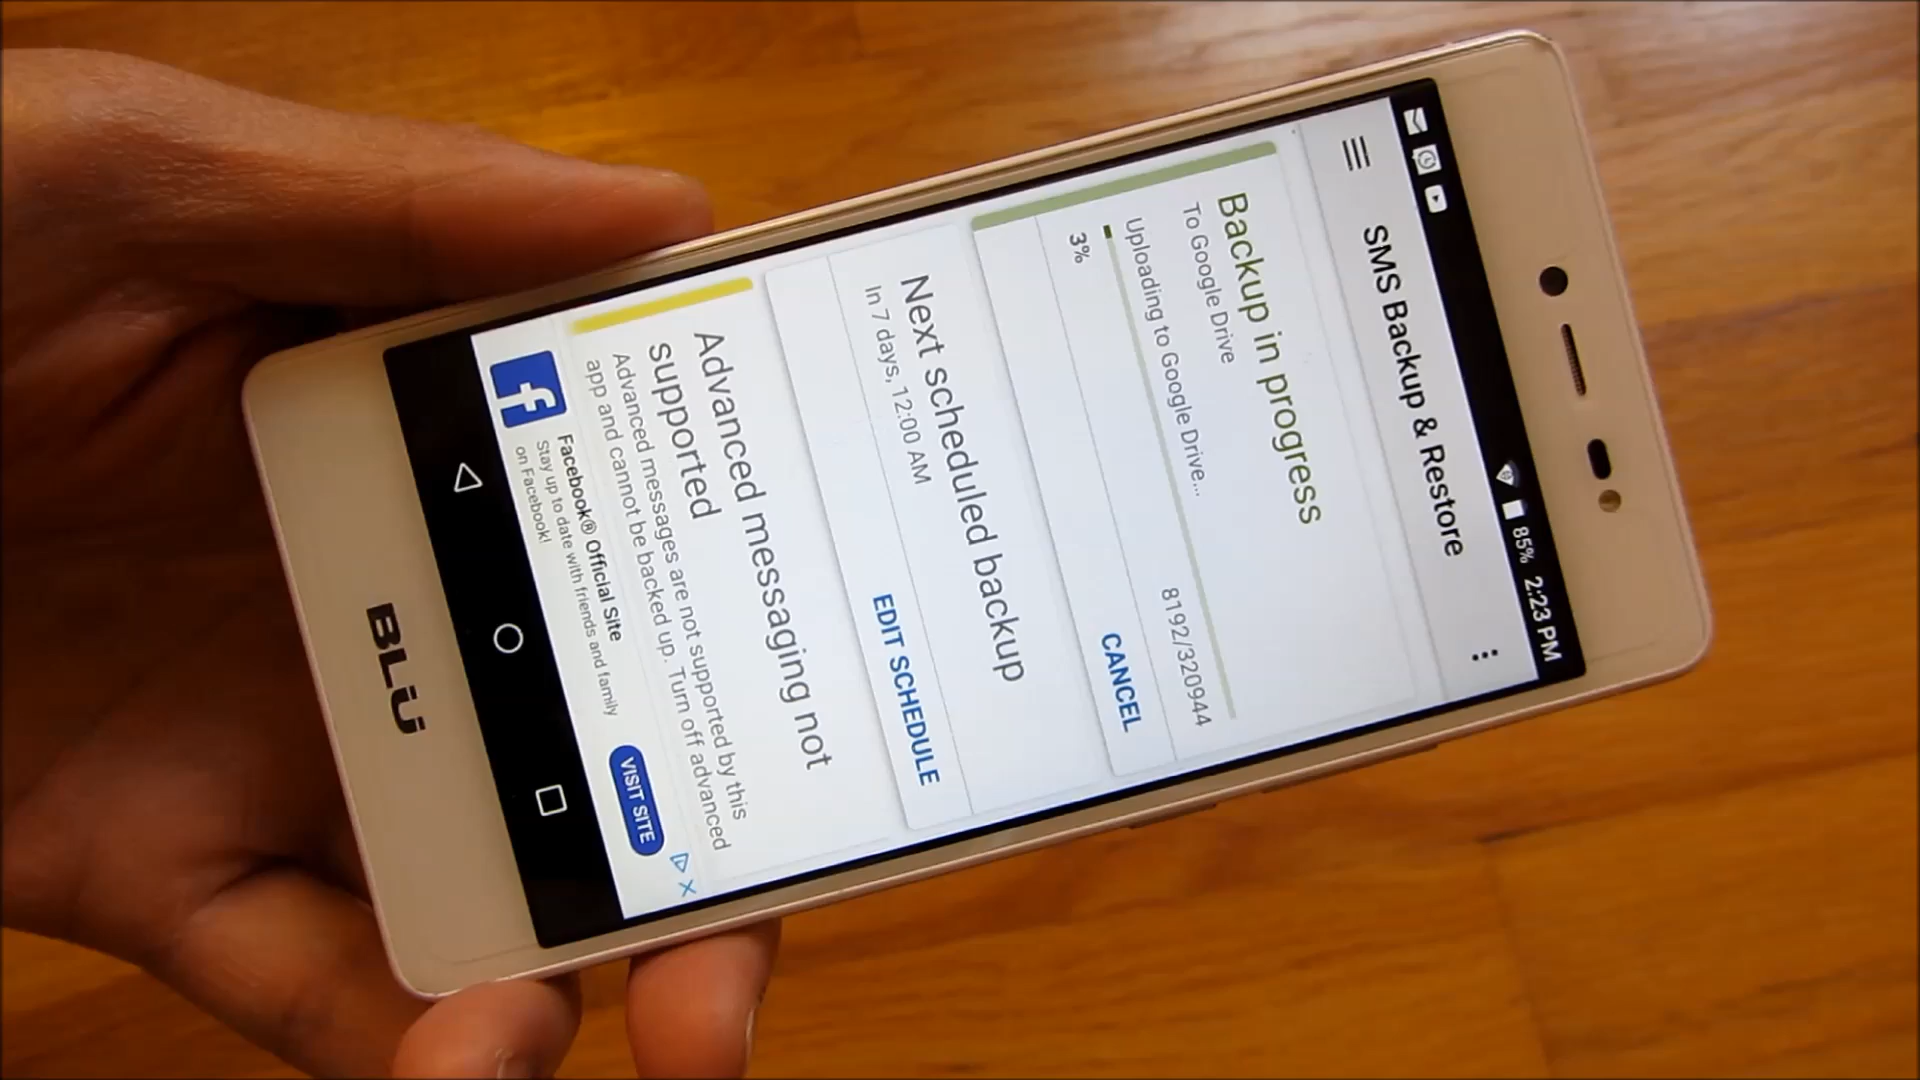 85% 2:23 PM
SMS Backup & Restore
Backup in progress
To Google Drive
Uploading to Google Drive...
8192/320944
3%
CANCEL
Next scheduled backup
In 7 days, 12:00 AM
EDIT SCHEDULE
Advanced messaging not
supported
Advanced messages are not supported by this
app and cannot be backed up. Turn off advanced
Facebook® Official Site
Stay up to date with friends and family
on Facebook!
VISIT SITE
BLU